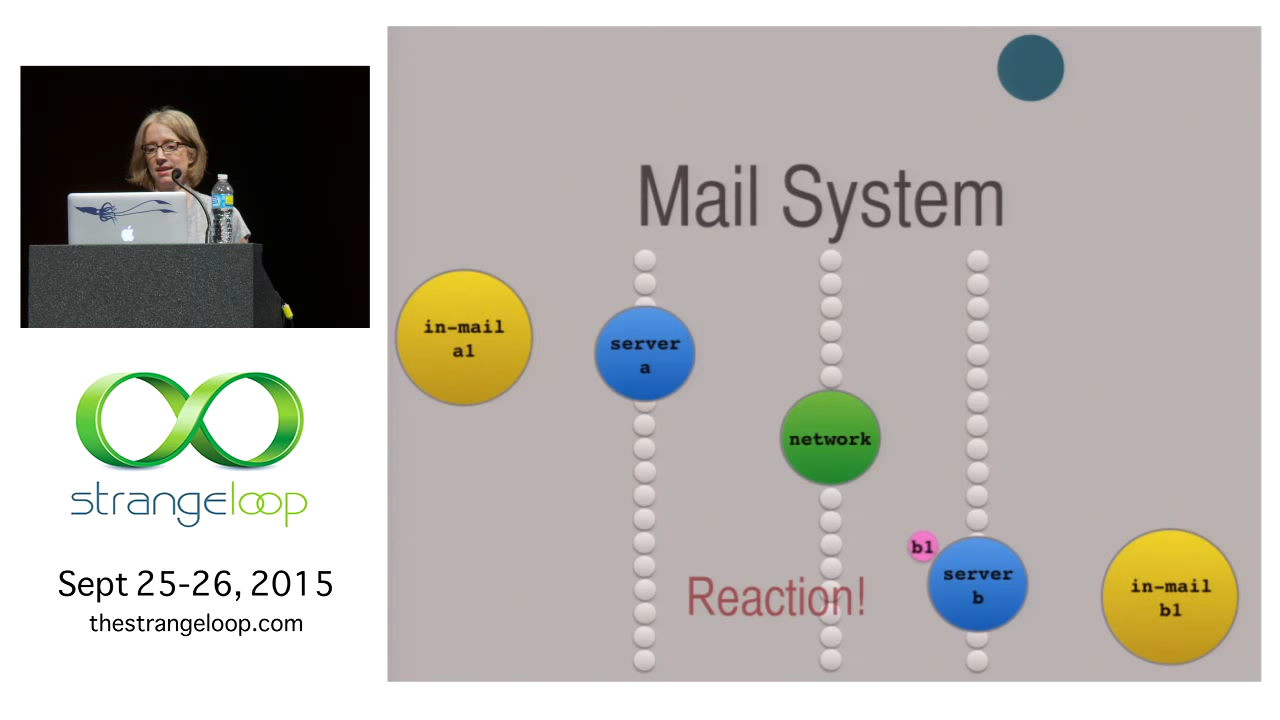 Mail System
in-mail
a1
server
a
network
b1
server
b
in-mail
b1
Reaction!
strangeloop
Sept 25-26, 2015
thestrangeloop.com